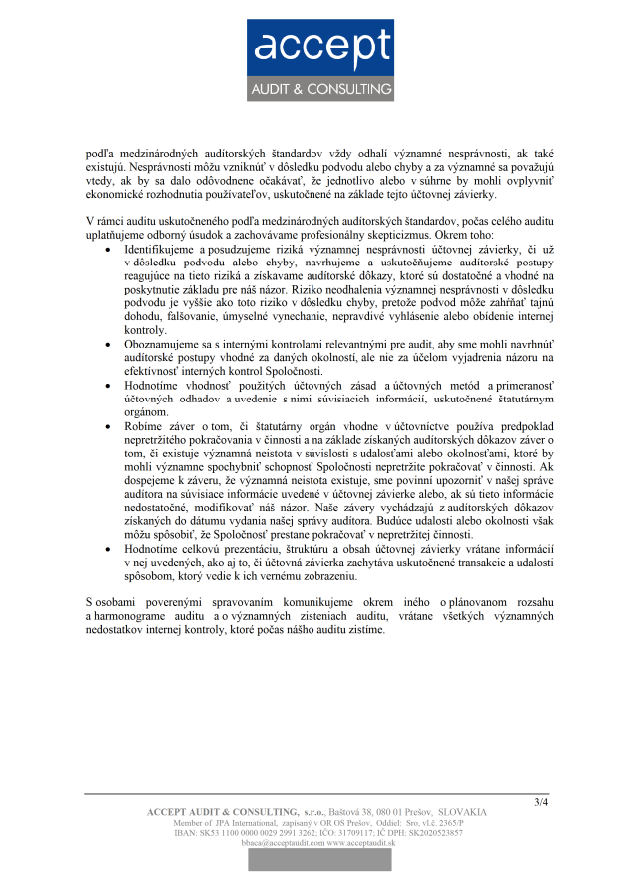 accept
AUDIT & CONSULTING
podľa medzinárodných audítorských štandardov vždy odhalí významné nesprávnosti, ak také
existujú. Nesprávnosti môžu vzniknúť v dôsledku podvodu alebo chyby a za významné sa považujú
vtedy, ak by sa dalo odôvodnene očakávať, že jednotlivo alebo v súhrne by mohli ovplyvniť
ekonomické rozhodnutia používateľov, uskutočnené na základe tejto účtovnej závierky.
V rámci auditu uskutočneného podľa medzinárodných audítorských štandardov, počas celého auditu
uplatňujeme odborný úsudok a zachovávame profesionálny skepticizmus. Okrem toho:
• Identifikujeme a posudzujeme riziká významnej nesprávnosti účtovnej závierky, či už
v dôsledku podvodu alebo chyby, navrhujeme a uskutočňujeme audítorské postupy
reagujúce na tieto riziká a získavame audítorské dôkazy, ktoré sú dostatočné a vhodné na
poskytnutie základu pre náš názor. Riziko neodhalenia významnej nesprávnosti v dôsledku
podvodu je vyššie ako toto riziko v dôsledku chyby, pretože podvod môže zahŕňať tajnú
dohodu, falšovanie, úmyselné vynechanie, nepravdivé vyhlásenie alebo obídenie internej
kontroly.
• Oboznamujeme sa s internými kontrolami relevantnými pre audit, aby sme mohli navrhnúť
audítorské postupy vhodné za daných okolností, ale nie za účelom vyjadrenia názoru na
efektívnosť interných kontrol Spoločnosti.
• Hodnotíme vhodnosť použitých účtovných zásad a účtovných metód a primeranosť
účtovných odhadov a uvedenie s nimi súvisiacich informácií, uskutočnené štatutárnym
orgánom.
• Robíme záver o tom, či štatutárny orgán vhodne v účtovníctve používa predpoklad
nepretržitého pokračovania v činnosti a na základe získaných audítorských dôkazov záver o
tom, či existuje významná neistota v súvislosti s udalosťami alebo okolnosťami, ktoré by
mohli významne spochybniť schopnosť Spoločnosti nepretržite pokračovať v činnosti. Ak
dospejeme k záveru, že významná neistota existuje, sme povinní upozorniť v našej správe
audítora na súvisiace informácie uvedené v účtovnej závierke alebo, ak sú tieto informácie
nedostatočné, modifikovať náš názor. Naše závery vychádzajú z audítorských dôkazov
získaných do dátumu vydania našej správy audítora. Budúce udalosti alebo okolnosti však
môžu spôsobiť, že Spoločnosť prestane pokračovať v nepretržitej činnosti.
• Hodnotíme celkovú prezentáciu, štruktúru a obsah účtovnej závierky vrátane informácií
v nej uvedených, ako aj to, či účtovná závierka zachytáva uskutočnené transakcie a udalosti
spôsobom, ktorý vedie k ich vernému zobrazeniu.
S osobami poverenými spravovaním komunikujeme okrem iného o plánovanom rozsahu
a harmonograme auditu a o významných zisteniach auditu, vrátane všetkých významných
nedostatkov internej kontroly, ktoré počas nášho auditu zistíme.
3/4
ACCEPT AUDIT & CONSULTING, s.r.o., Baštová 38, 080 01 Prešov, SLOVAKIA
Member of JPA International, zapísaný v OR OS Prešov, Oddiel: Sro, vl.č. 2365/P
IBAN: SK53 1100 0000 0029 2991 3262; IČO: 31709117; IČ DPH: SK2020523857
bbaca@acceptaudit.com www.acceptaudit.sk